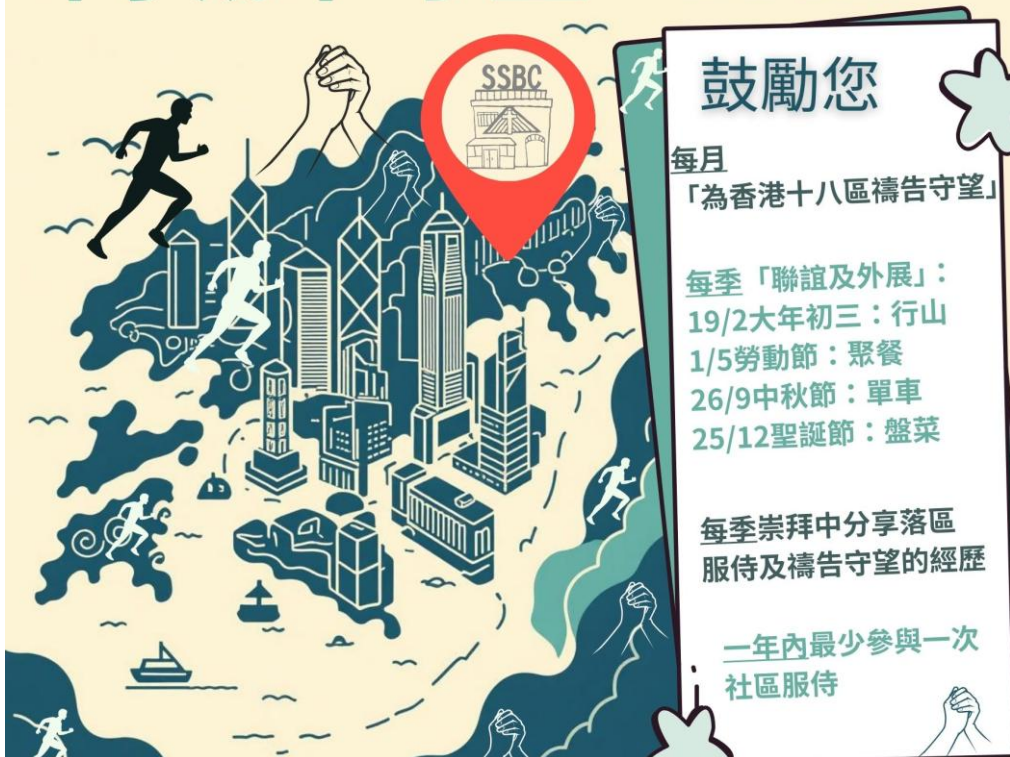 SSBC
鼓勵您
每月
「為香港十八區禱告守望」
每季「聯誼及外展」：
19/2大年初三：行山
1/5勞動節：聚餐
26/9中秋節：單車
25/12聖誕節：盤菜
每季崇拜中分享落區
服侍及禱告守望的經歷
一年內最少參與一次
社區服侍